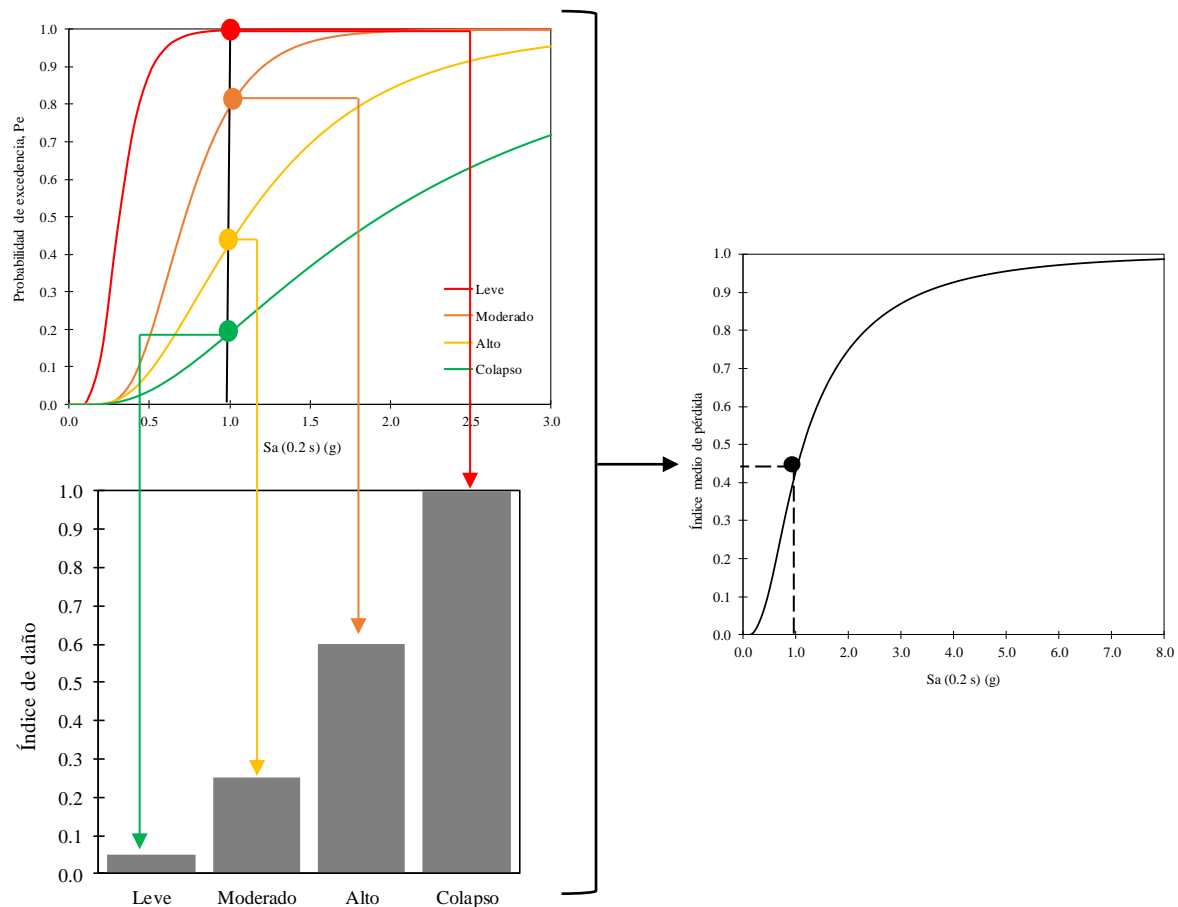 1.0
0.9
0.8
0.7
0.6
0.5
0.4
0.3
0.2
0.1
0.0
Probabilidad de excedencia, Pe
Leve
Moderado
Alto
Colapso
0.0 0.5 1.0 1.5 2.0 2.5 3.0
Sa (0.2 s) (g)
1.0
0.9
0.8
0.7
0.6
0.5
0.4
0.3
0.2
0.1
0.0
Índice de daño
Leve Moderado Alto Colapso
1.0
0.9
0.8
0.7
0.6
0.5
0.4
0.3
0.2
0.1
0.0
Índice medio de pérdida
0.0 1.0 2.0 3.0 4.0 5.0 6.0 7.0 8.0
Sa (0.2 s) (g)